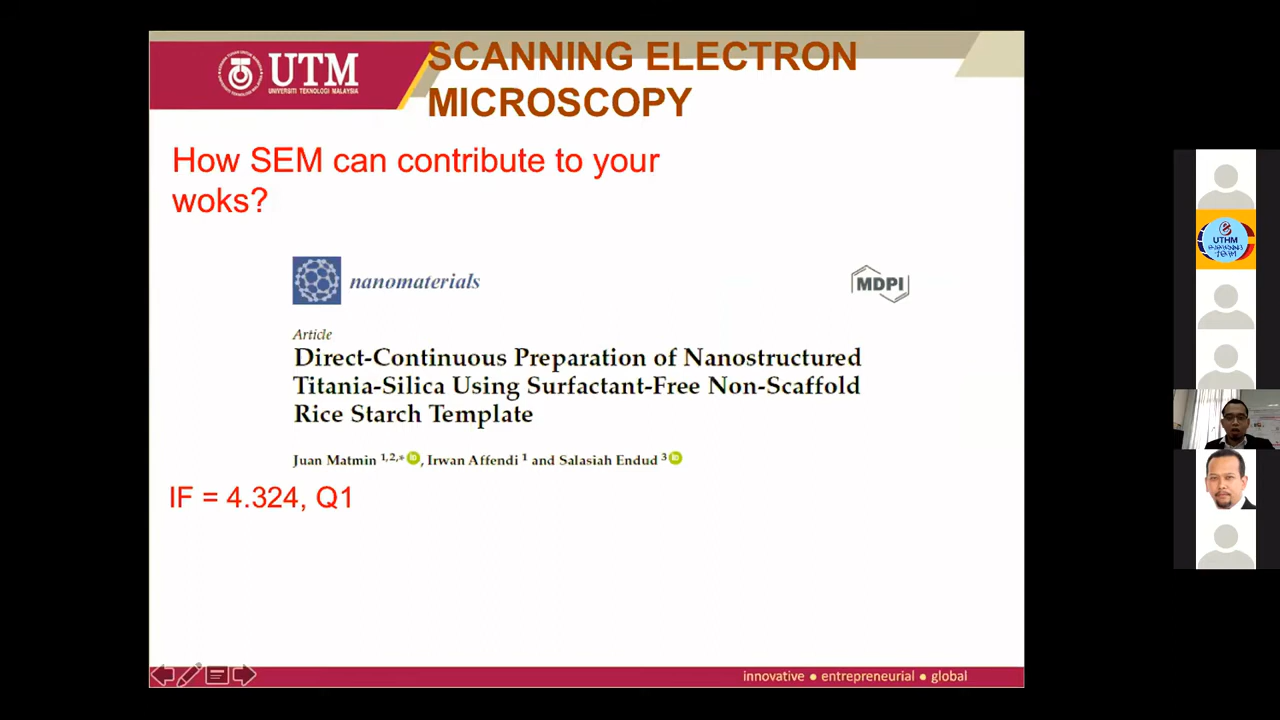 UTM
UNIVERSITI TEKNOLOGI MALAYSIA
SCANNING ELECTRON
MICROSCOPY
How SEM can contribute to your
woks?
nanomaterials
MDPI
Article
Direct-Continuous Preparation of Nanostructured
Titania-Silica Using Surfactant-Free Non-Scaffold
Rice Starch Template
Juan Matmin 1,2,* iD, Irwan Affendi 1 and Salasiah Endud 3 iD
IF = 4.324, Q1
innovative ● entrepreneurial ● global
UTHM